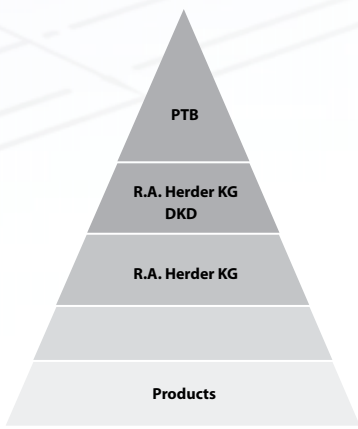 PTB
R.A. Herder KG
DKD
R.A. Herder KG
Products